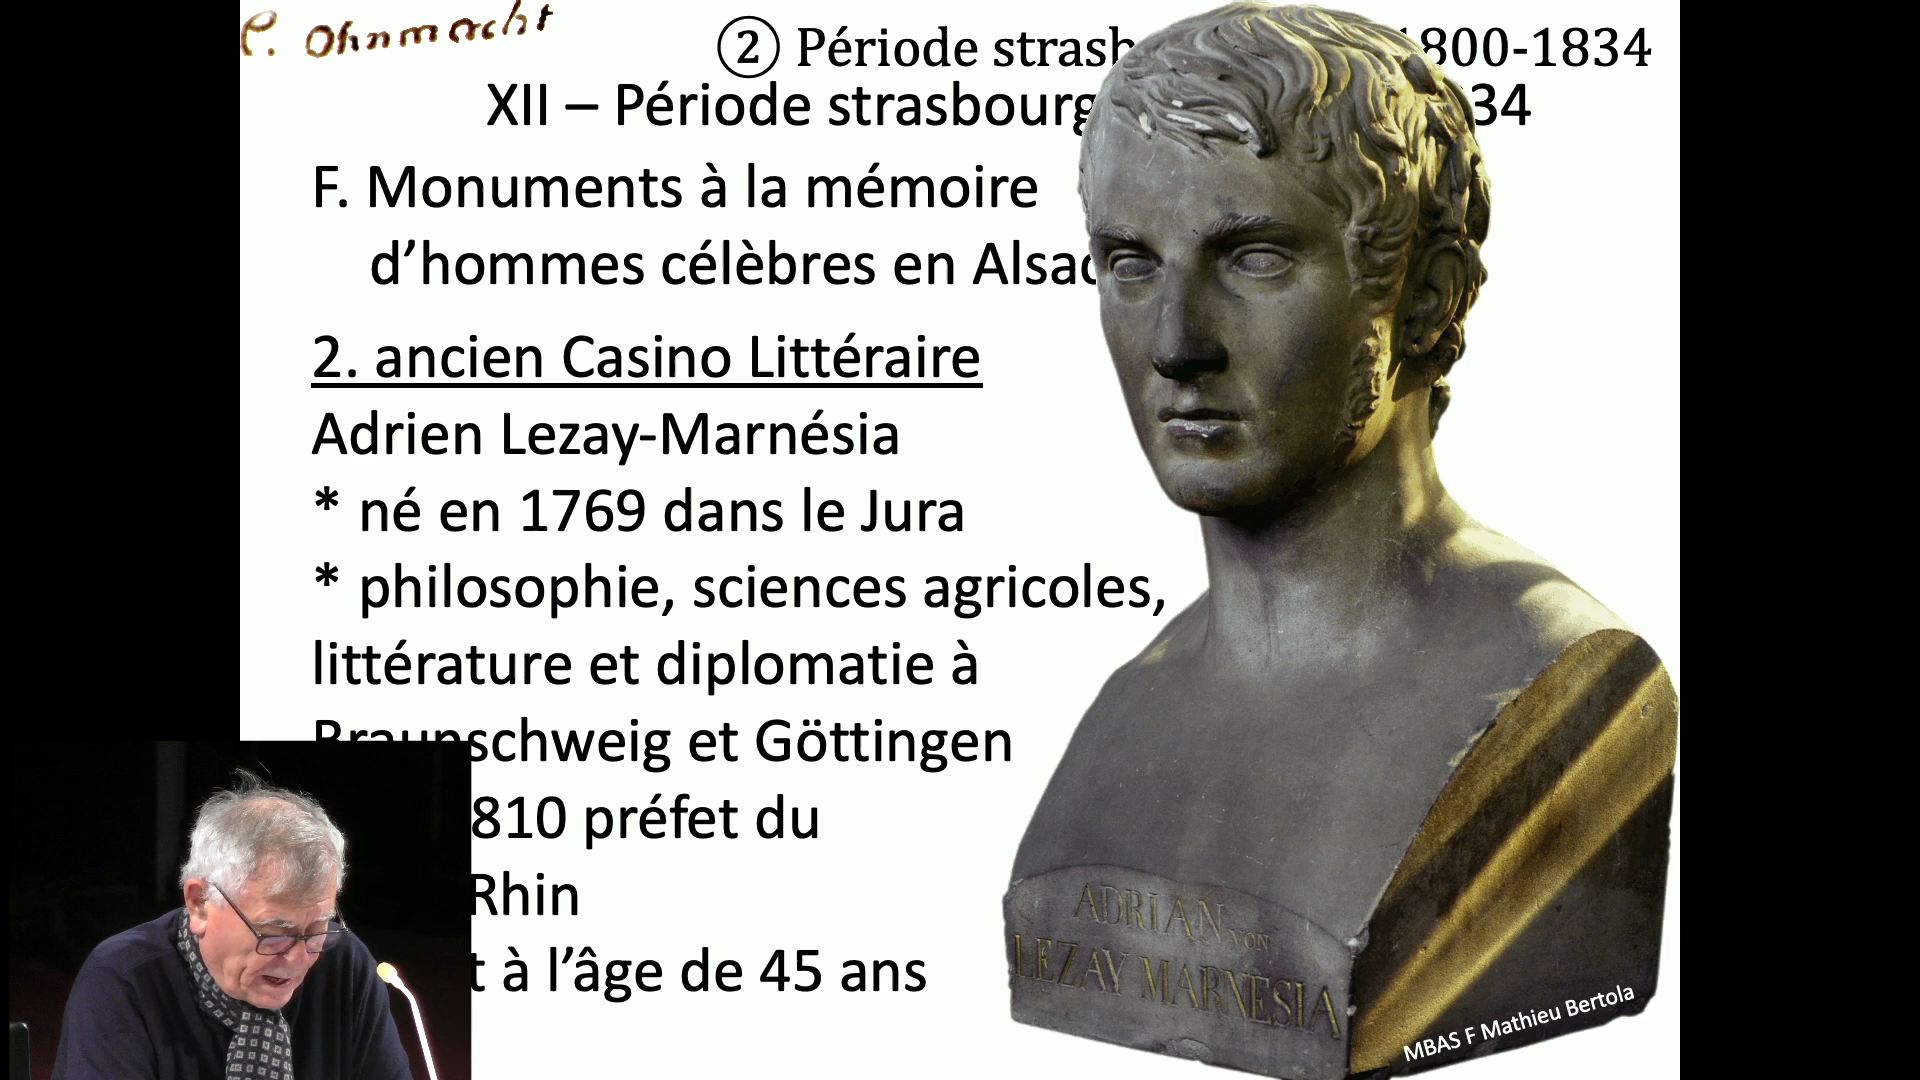 P. Ohnmacht
② Période strasb 1800-1834
XII – Période strasbourg 34
F. Monuments à la mémoire
d’hommes célèbres en Alsac
2. ancien Casino Littéraire
Adrien Lezay-Marnésia
* né en 1769 dans le Jura
* philosophie, sciences agricoles,
littérature et diplomatie à
Braunschweig et Göttingen
810 préfet du
Rhin
t à l’âge de 45 ans
ADRIAN VON
LEZAY MARNESIA
MBAS F Mathieu Bertola